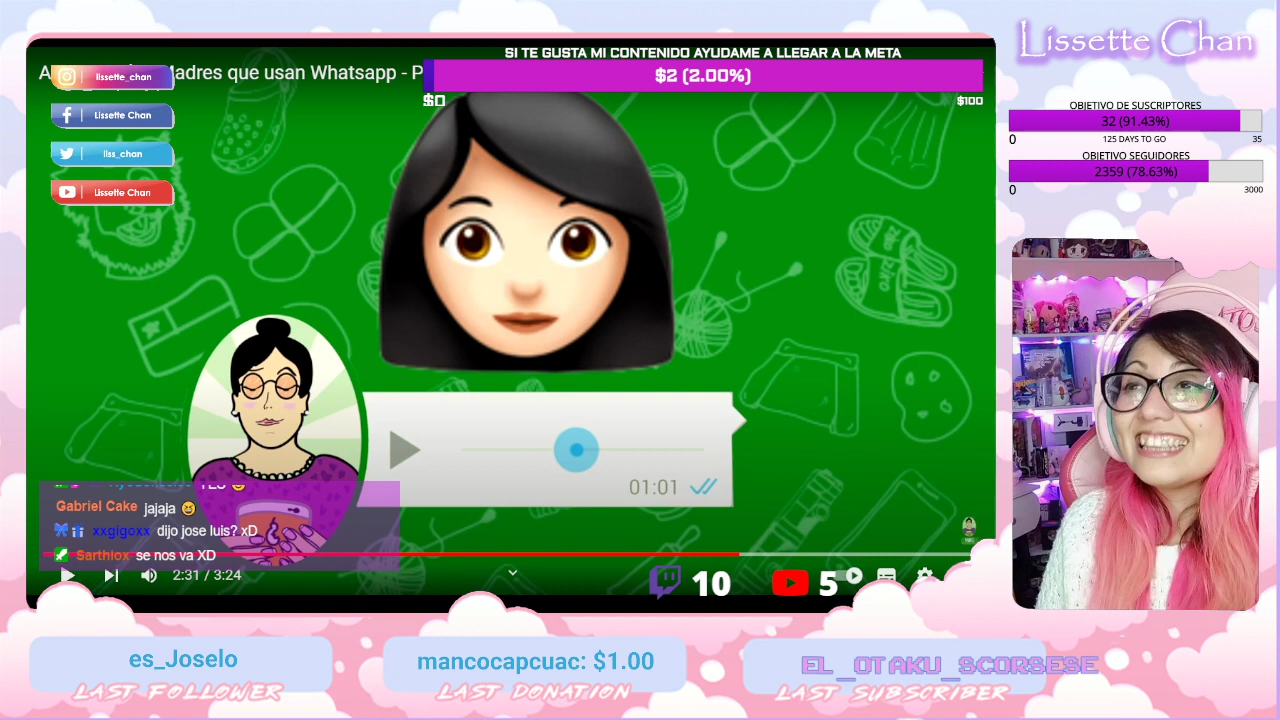 SI TE GUSTA MI CONTENIDO AYUDAME A LLEGAR A LA META
$2 (2.00%)
$0
$100
Madres que usan Whatsapp - P
lissette_chan
Lissette Chan
liss_chan
Lissette Chan
Lissette Chan
OBJETIVO DE SUSCRIPTORES
32 (91.43%)
0
125 DAYS TO GO
35
OBJETIVO SEGUIDORES
2359 (78.63%)
0
3000
01:01
Gabriel Cake jajaja
xxgigoxx dijo jose luis? xD
Sarthiox se nos va XD
2:31 / 3:24
10
5
es_Joselo
LAST FOLLOWER
mancocapcuac: $1.00
LAST DONATION
EL_OTAKU_SCORSESE
LAST SUBSCRIBER